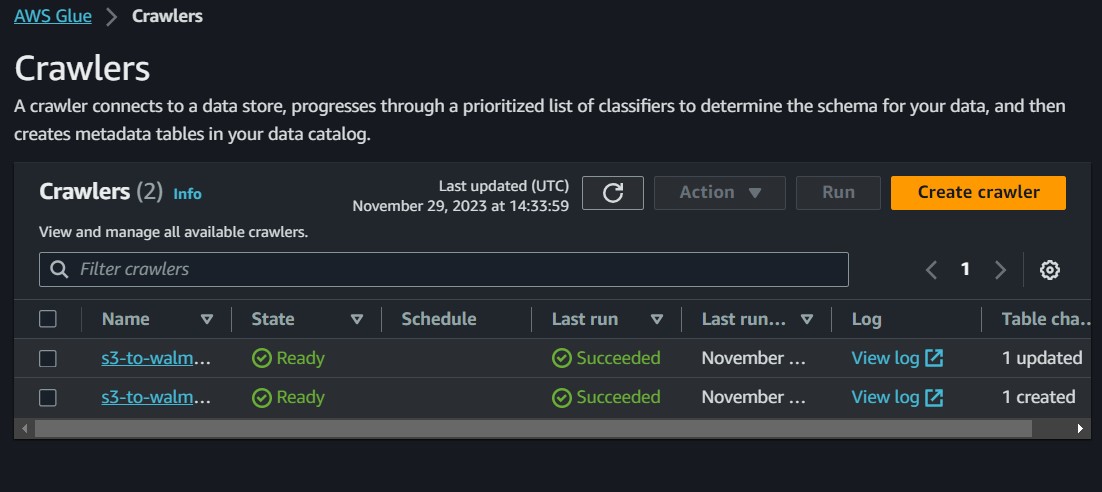 AWS Glue > Crawlers
Crawlers
A crawler connects to a data store, progresses through a prioritized list of classifiers to determine the schema for your data, and then
creates metadata tables in your data catalog.
Crawlers (2) Info
Last updated (UTC)
November 29, 2023 at 14:33:59
Action
Run
Create crawler
View and manage all available crawlers.
Filter crawlers
1
Name State Schedule Last run Last run... Log Table cha...
s3-to-walm... Ready Succeeded November ... View log 1 updated
s3-to-walm... Ready Succeeded November ... View log 1 created